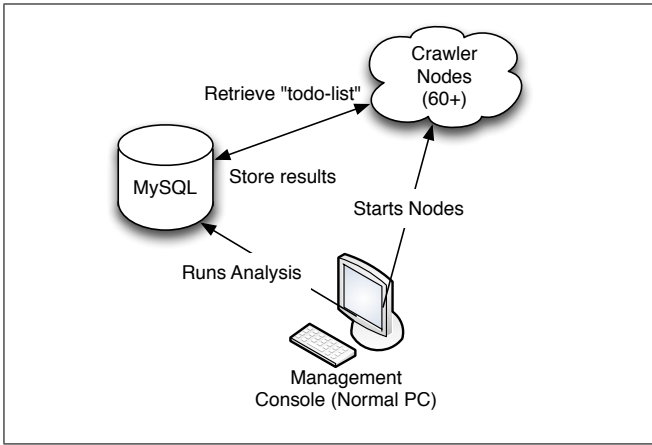 Crawler
Nodes
(60+)
Retrieve "todo-list"
MySQL
Store results
Starts Nodes
Runs Analysis
Management
Console (Normal PC)